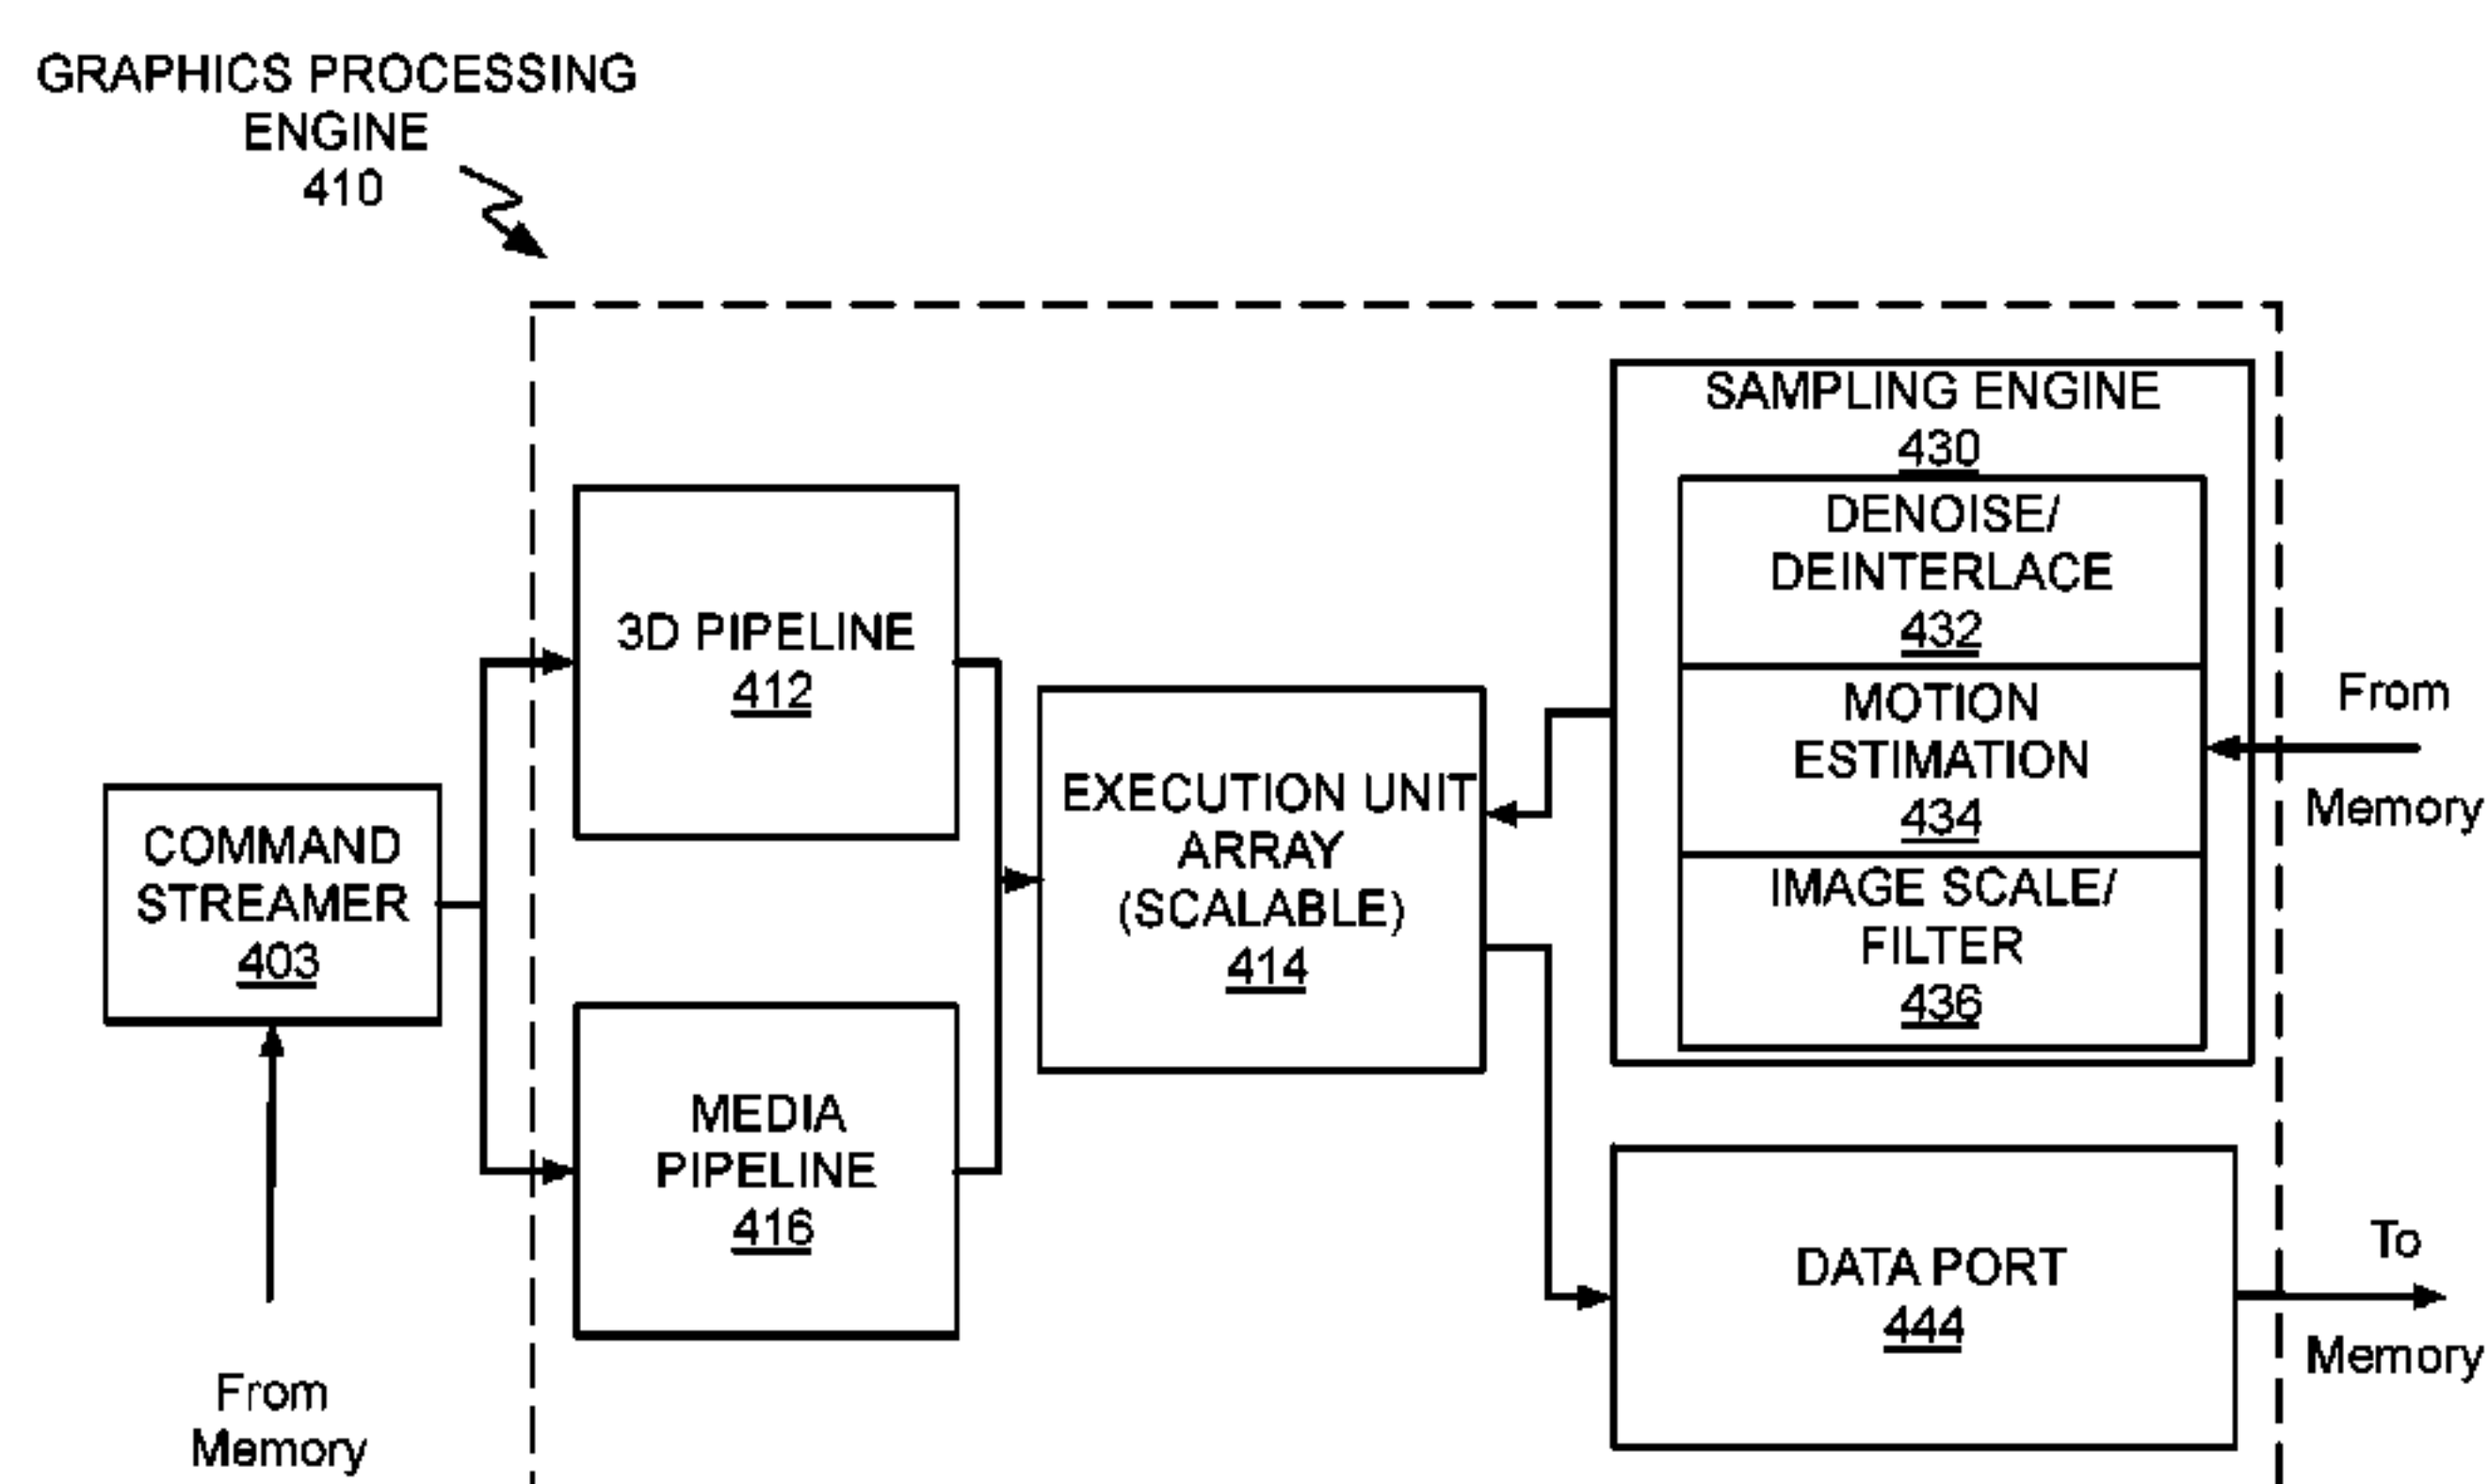 GRAPHICS PROCESSING
ENGINE
410
COMMAND
STREAMER
403
From
Memory
3D PIPELINE
412
MEDIA
PIPELINE
416
EXECUTION UNIT
ARRAY
(SCALABLE)
414
SAMPLING ENGINE
430
DENOISE/
DEINTERLACE
432
MOTION
ESTIMATION
434
IMAGE SCALE/
FILTER
436
From
Memory
DATA PORT
444
To
Memory